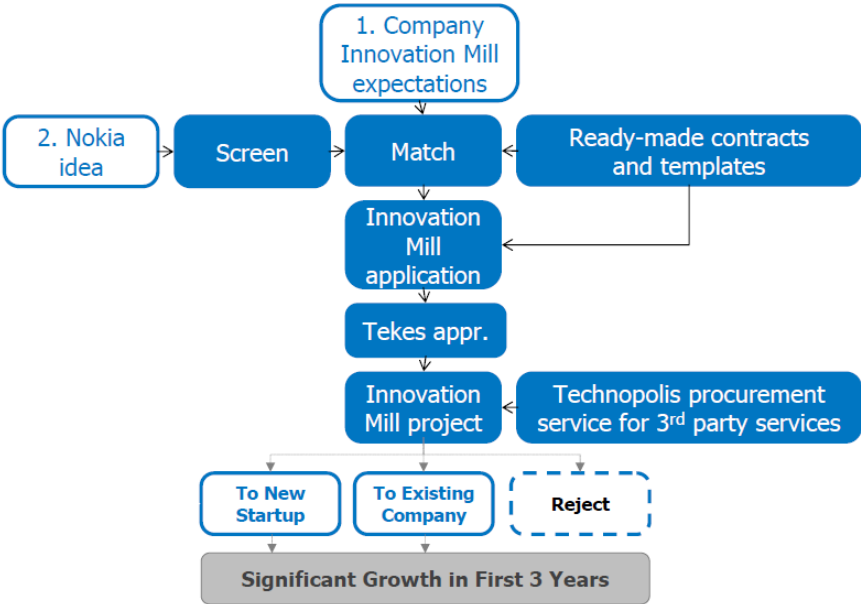 1. Company
Innovation Mill
expectations
2. Nokia
idea
Screen
Match
Ready-made contracts
and templates
Innovation
Mill
application
Tekes appr.
Innovation
Mill project
Technopolis procurement
service for 3rd party services
To New
Startup
To Existing
Company
Reject
Significant Growth in First 3 Years